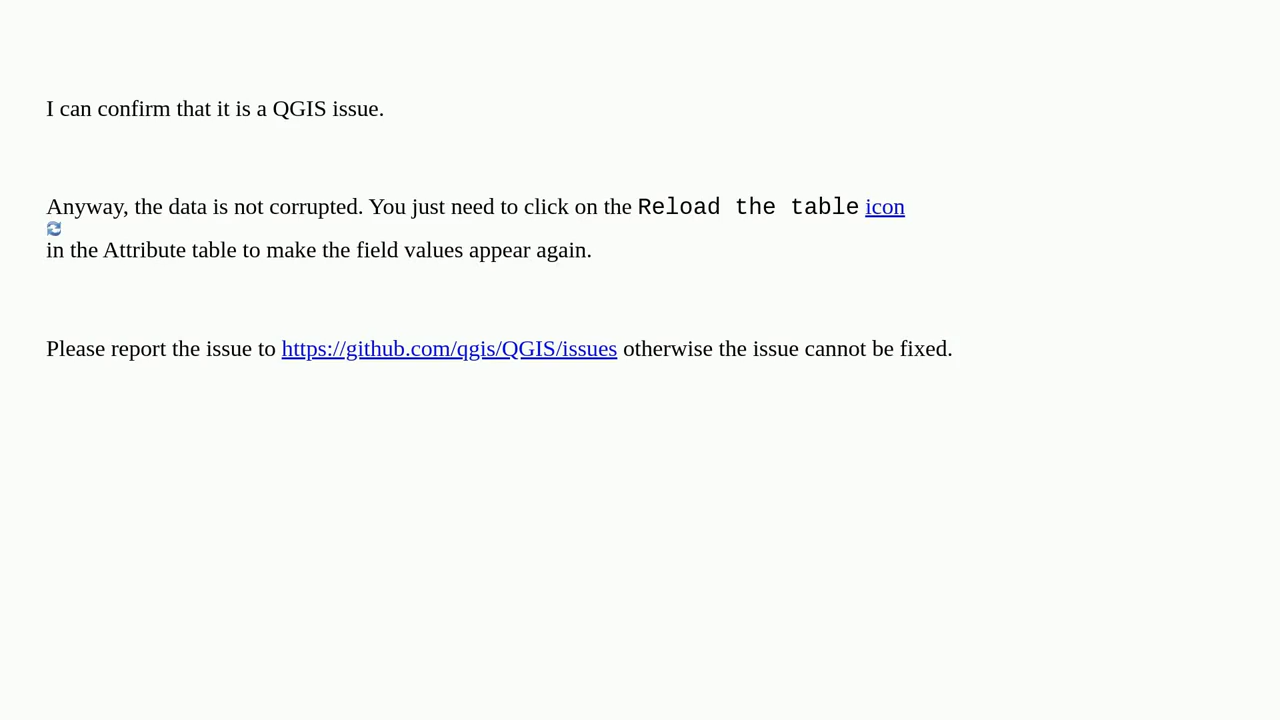 I can confirm that it is a QGIS issue.
Anyway, the data is not corrupted. You just need to click on the Reload the table icon
in the Attribute table to make the field values appear again.
Please report the issue to https://github.com/qgis/QGIS/issues otherwise the issue cannot be fixed.